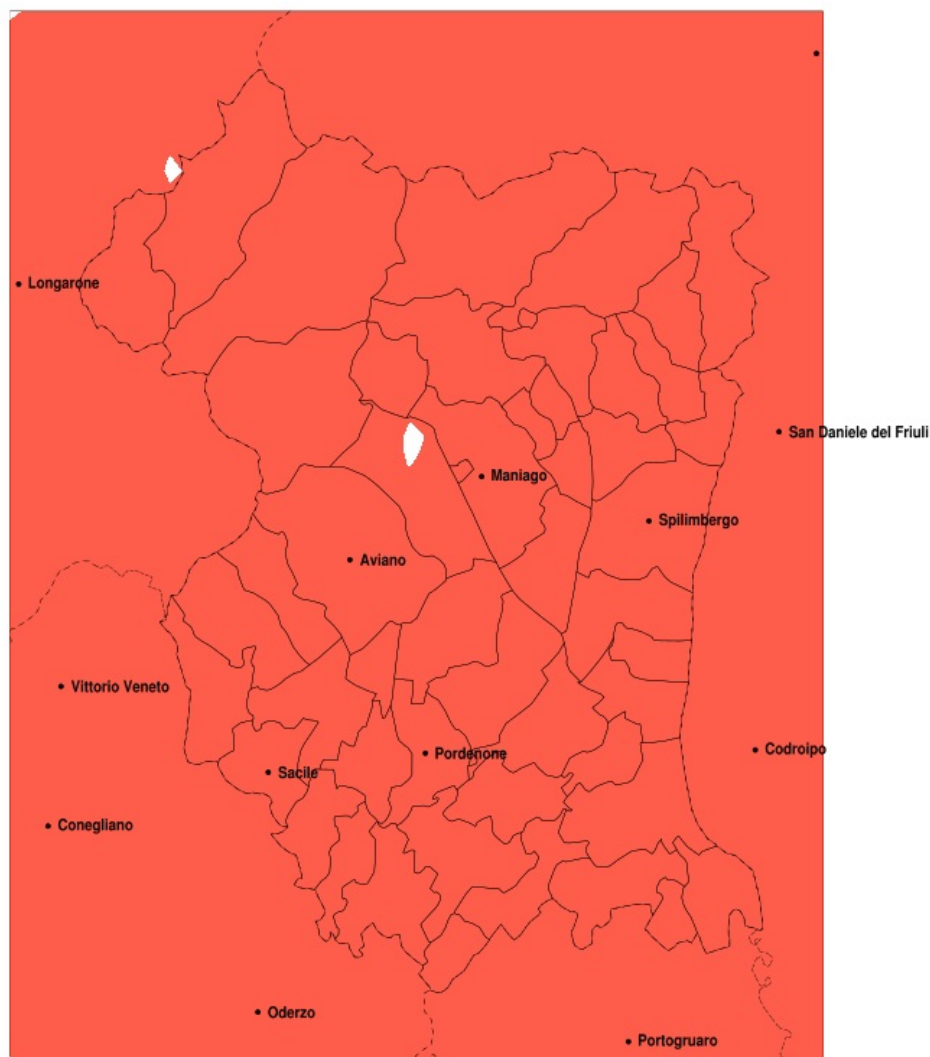 Longarone
San Daniele del Friuli
Maniago
Spilimbergo
Aviano
Vittorio Veneto
Codroipo
Pordenone
Sacile
Conegliano
Oderzo
Portogruaro